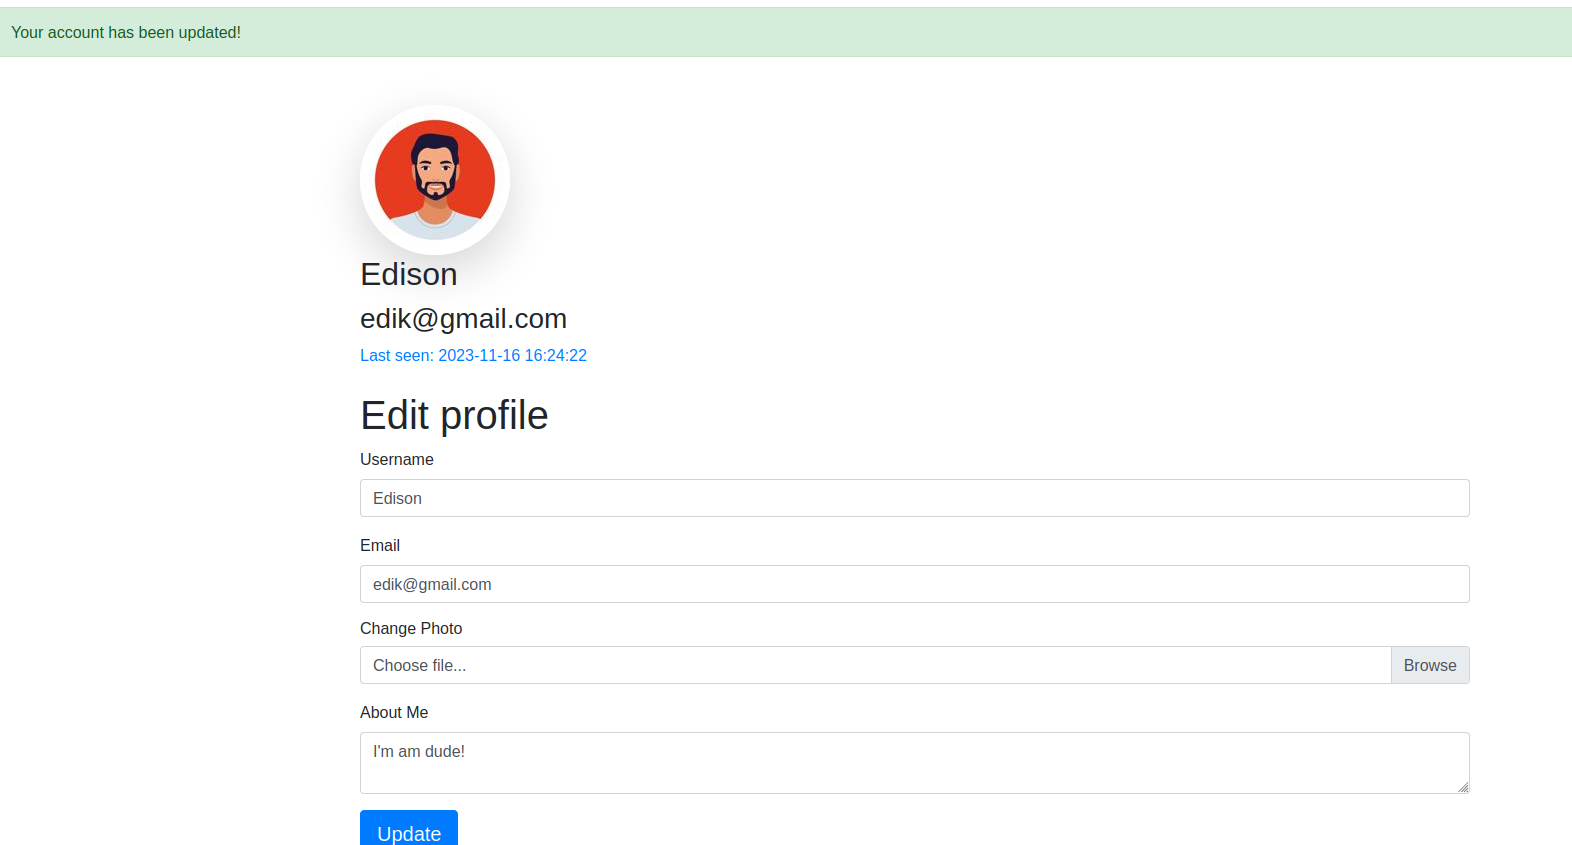 Your account has been updated!
Edison
edik@gmail.com
Last seen: 2023-11-16 16:24:22
Edit profile
Username
Edison
Email
edik@gmail.com
Change Photo
Choose file...
Browse
About Me
I'm am dude!
Update